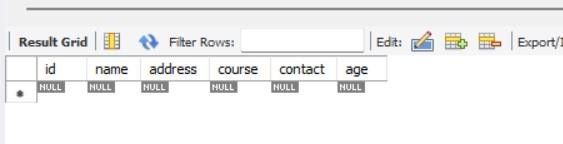 Result Grid Filter Rows: Edit: Export/I
id name address course contact age
NULL NULL NULL NULL NULL NULL